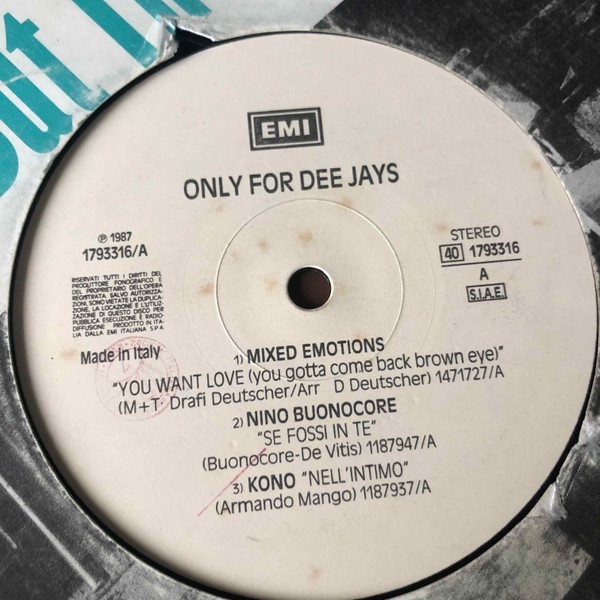 out
EMI
ONLY FOR DEE JAYS
℗ 1987
1793316/A
STEREO
40 1793316
A
S.I.A.E.
RISERVATI TUTTI I DIRITTI DEL
PRODUTTORE FONOGRAFICO E
DEL PROPRIETARIO DELL'OPERA
REGISTRATA. SALVO AUTORIZZA-
ZIONI, SONO VIETATE LA DUPLICA-
ZIONE, LA LOCAZIONE E L'UTILIZ-
ZAZIONE DI QUESTO DISCO PER
PUBBLICA ESECUZIONE E RADIO-
DIFFUSIONE PRODOTTO IN ITA-
LIA DALLA EMI ITALIANA S.P.A
Made in Italy
1) MIXED EMOTIONS
"YOU WANT LOVE (you gotta come back brown eye)"
(M+T· Drafi Deutscher/Arr D Deutscher) 1471727/A
2) NINO BUONOCORE
"SE FOSSI IN TE"
(Buonocore-De Vitis) 1187947/A
3) KONO "NELL'INTIMO"
(Armando Mango) 1187937/A